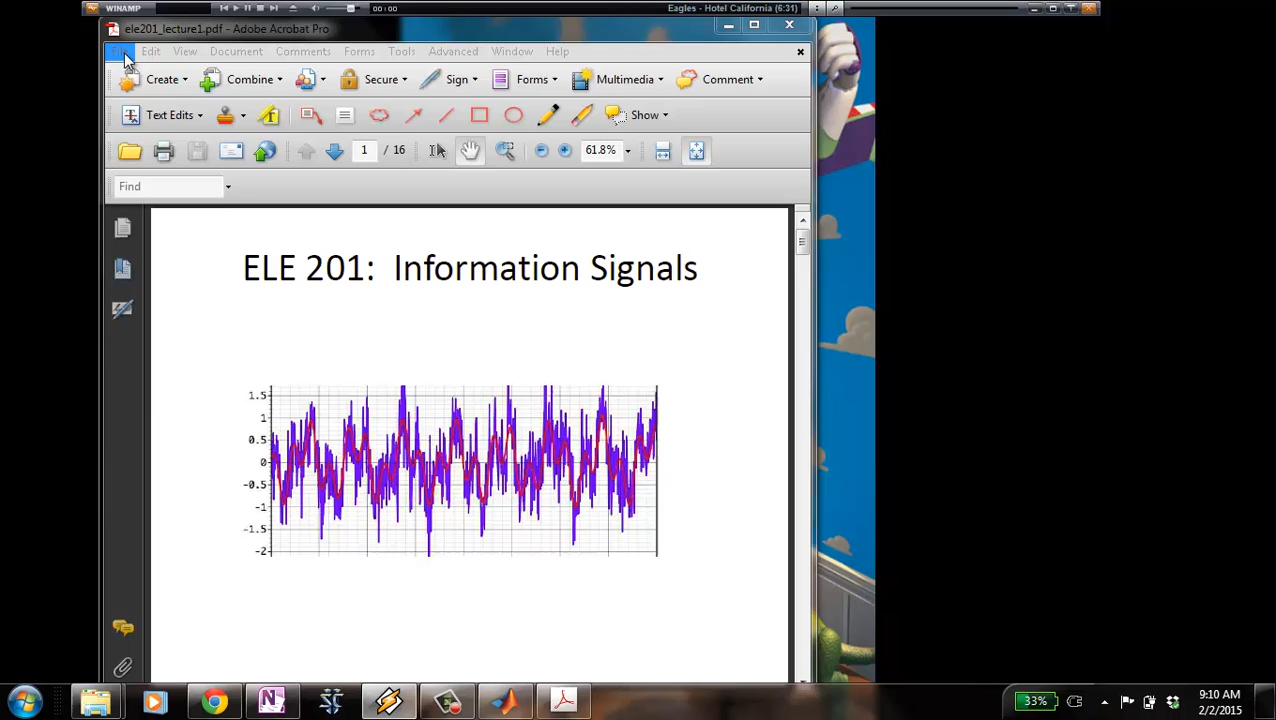 WINAMP
00:00
Eagles - Hotel California (6:31)
ele201_lecture1.pdf - Adobe Acrobat Pro
File Edit View Document Comments Forms Tools Advanced Window Help
Create Combine Secure Sign Forms Multimedia Comment
Text Edits Show
1 / 16 61.8%
Find
ELE 201: Information Signals
1.5
1
0.5
0
-0.5
-1
-1.5
-2
33%
9:10 AM
2/2/2015